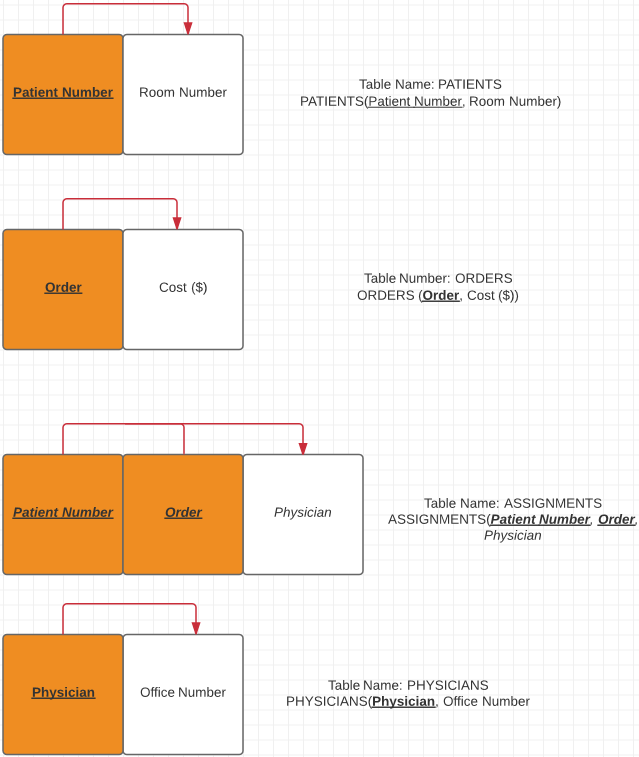 Patient Number
Room Number
Table Name: PATIENTS
PATIENTS(Patient Number, Room Number)
Order
Cost ($)
Table Number: ORDERS
ORDERS (Order, Cost ($))
Patient Number
Order
Physician
Table Name: ASSIGNMENTS
ASSIGNMENTS(Patient Number, Order,
Physician
Physician
Office Number
Table Name: PHYSICIANS
PHYSICIANS(Physician, Office Number